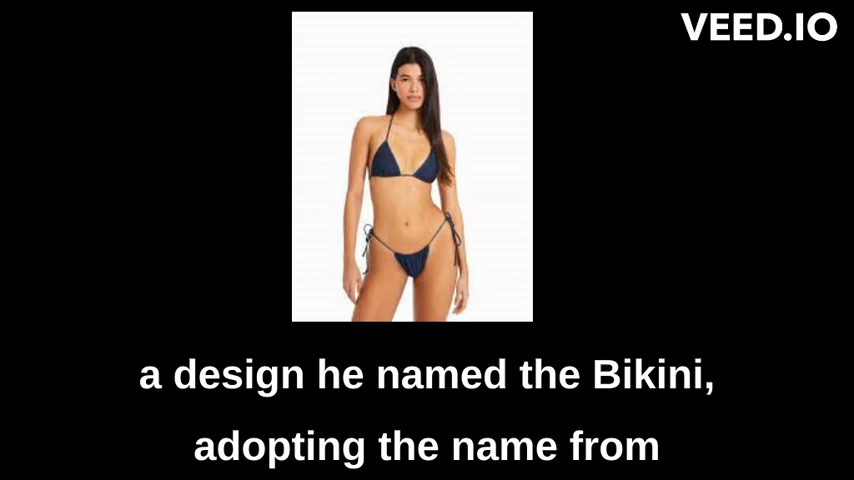 VEED.IO
a design he named the Bikini,
adopting the name from